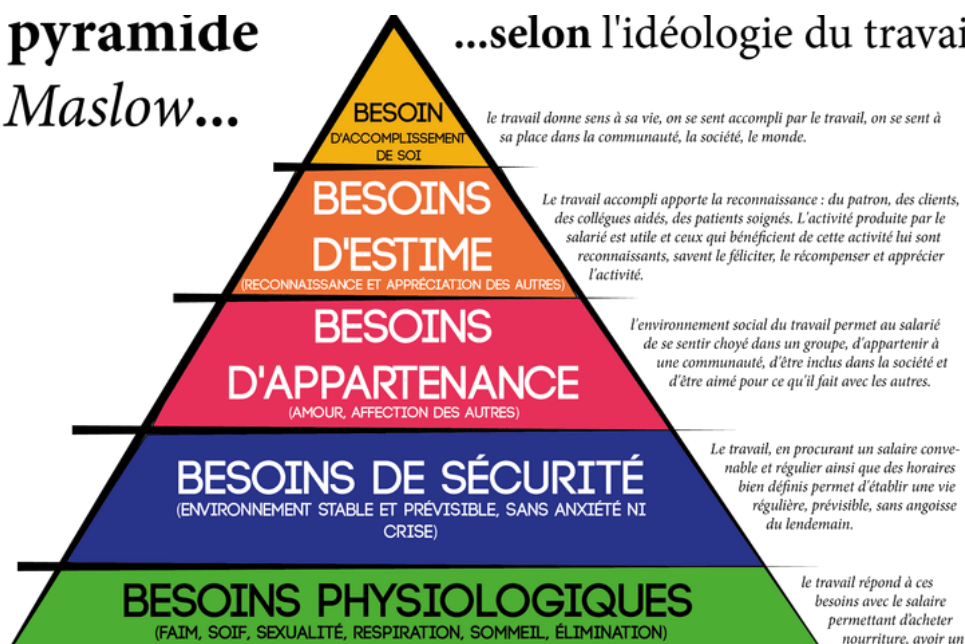 pyramide
Maslow...
...selon l'idéologie du travai
BESOIN
D'ACCOMPLISSEMENT
DE SOI
le travail donne sens à sa vie, on se sent accompli par le travail, on se sent à
sa place dans la communauté, la société, le monde.
BESOINS
D'ESTIME
(RECONNAISSANCE ET APPRÉCIATION DES AUTRES)
Le travail accompli apporte la reconnaissance : du patron, des clients,
des collégues aidés, des patients soignés. L'activité produite par le
salarié est utile et ceux qui bénéficient de cette activité lui sont
reconnaissants, savent le féliciter, le récompenser et apprécier
l'activité.
BESOINS
D'APPARTENANCE
(AMOUR, AFFECTION DES AUTRES)
l'environnement social du travail permet au salarié
de se sentir choyé dans un groupe, d'appartenir à
une communauté, d'être inclus dans la société et
d'être aimé pour ce qu'il fait avec les autres.
BESOINS DE SÉCURITÉ
(ENVIRONNEMENT STABLE ET PRÉVISIBLE, SANS ANXIÉTÉ NI
CRISE)
Le travail, en procurant un salaire conve-
nable et régulier ainsi que des horaires
bien définis permet d'établir une vie
régulière, prévisible, sans angoisse
du lendemain.
BESOINS PHYSIOLOGIQUES
(FAIM, SOIF, SEXUALITÉ, RESPIRATION, SOMMEIL, ÉLIMINATION)
le travail répond à ces
besoins avec le salaire
permettant d'acheter
nourriture, avoir un